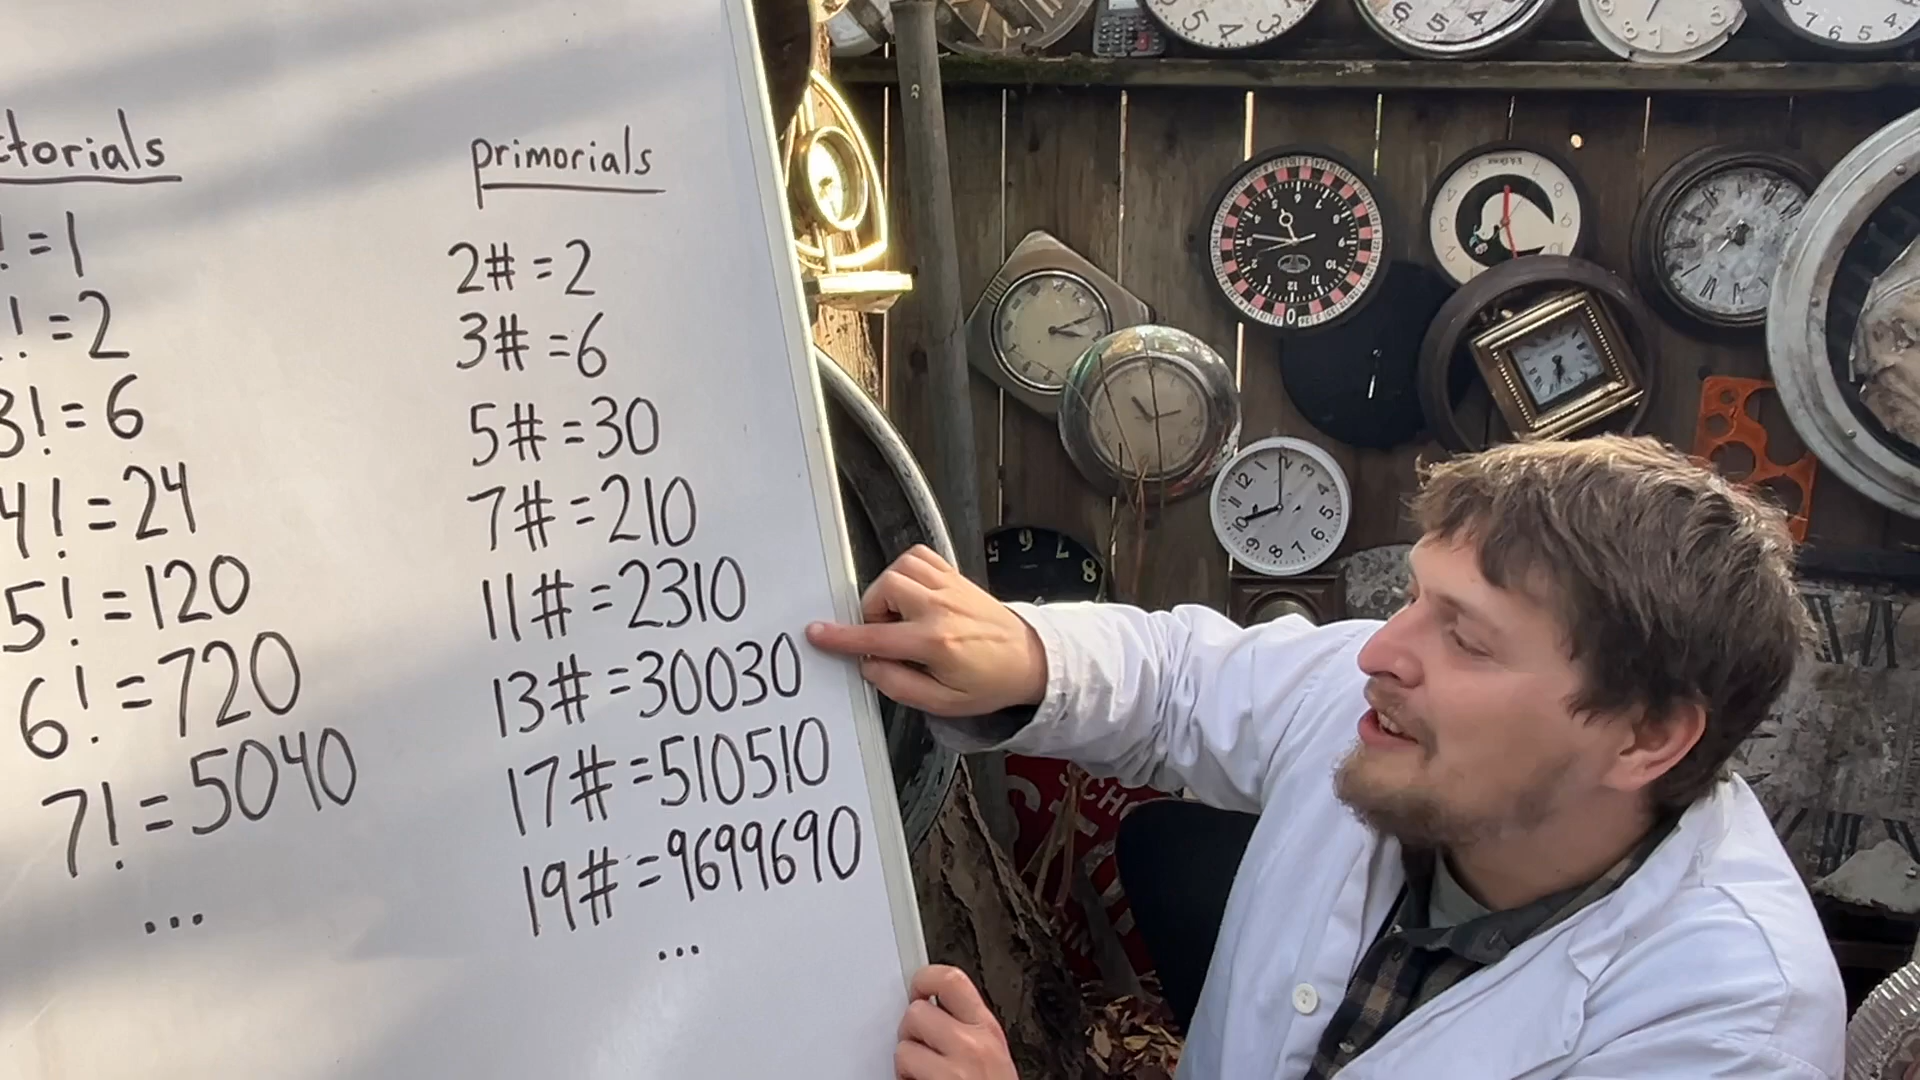 ctorials
! = 1
! = 2
3! = 6
4! = 24
5! = 120
6! = 720
7! = 5040
...
primorials
2# = 2
3# = 6
5# = 30
7# = 210
11# = 2310
13# = 30030
17# = 510510
19# = 9699690
...